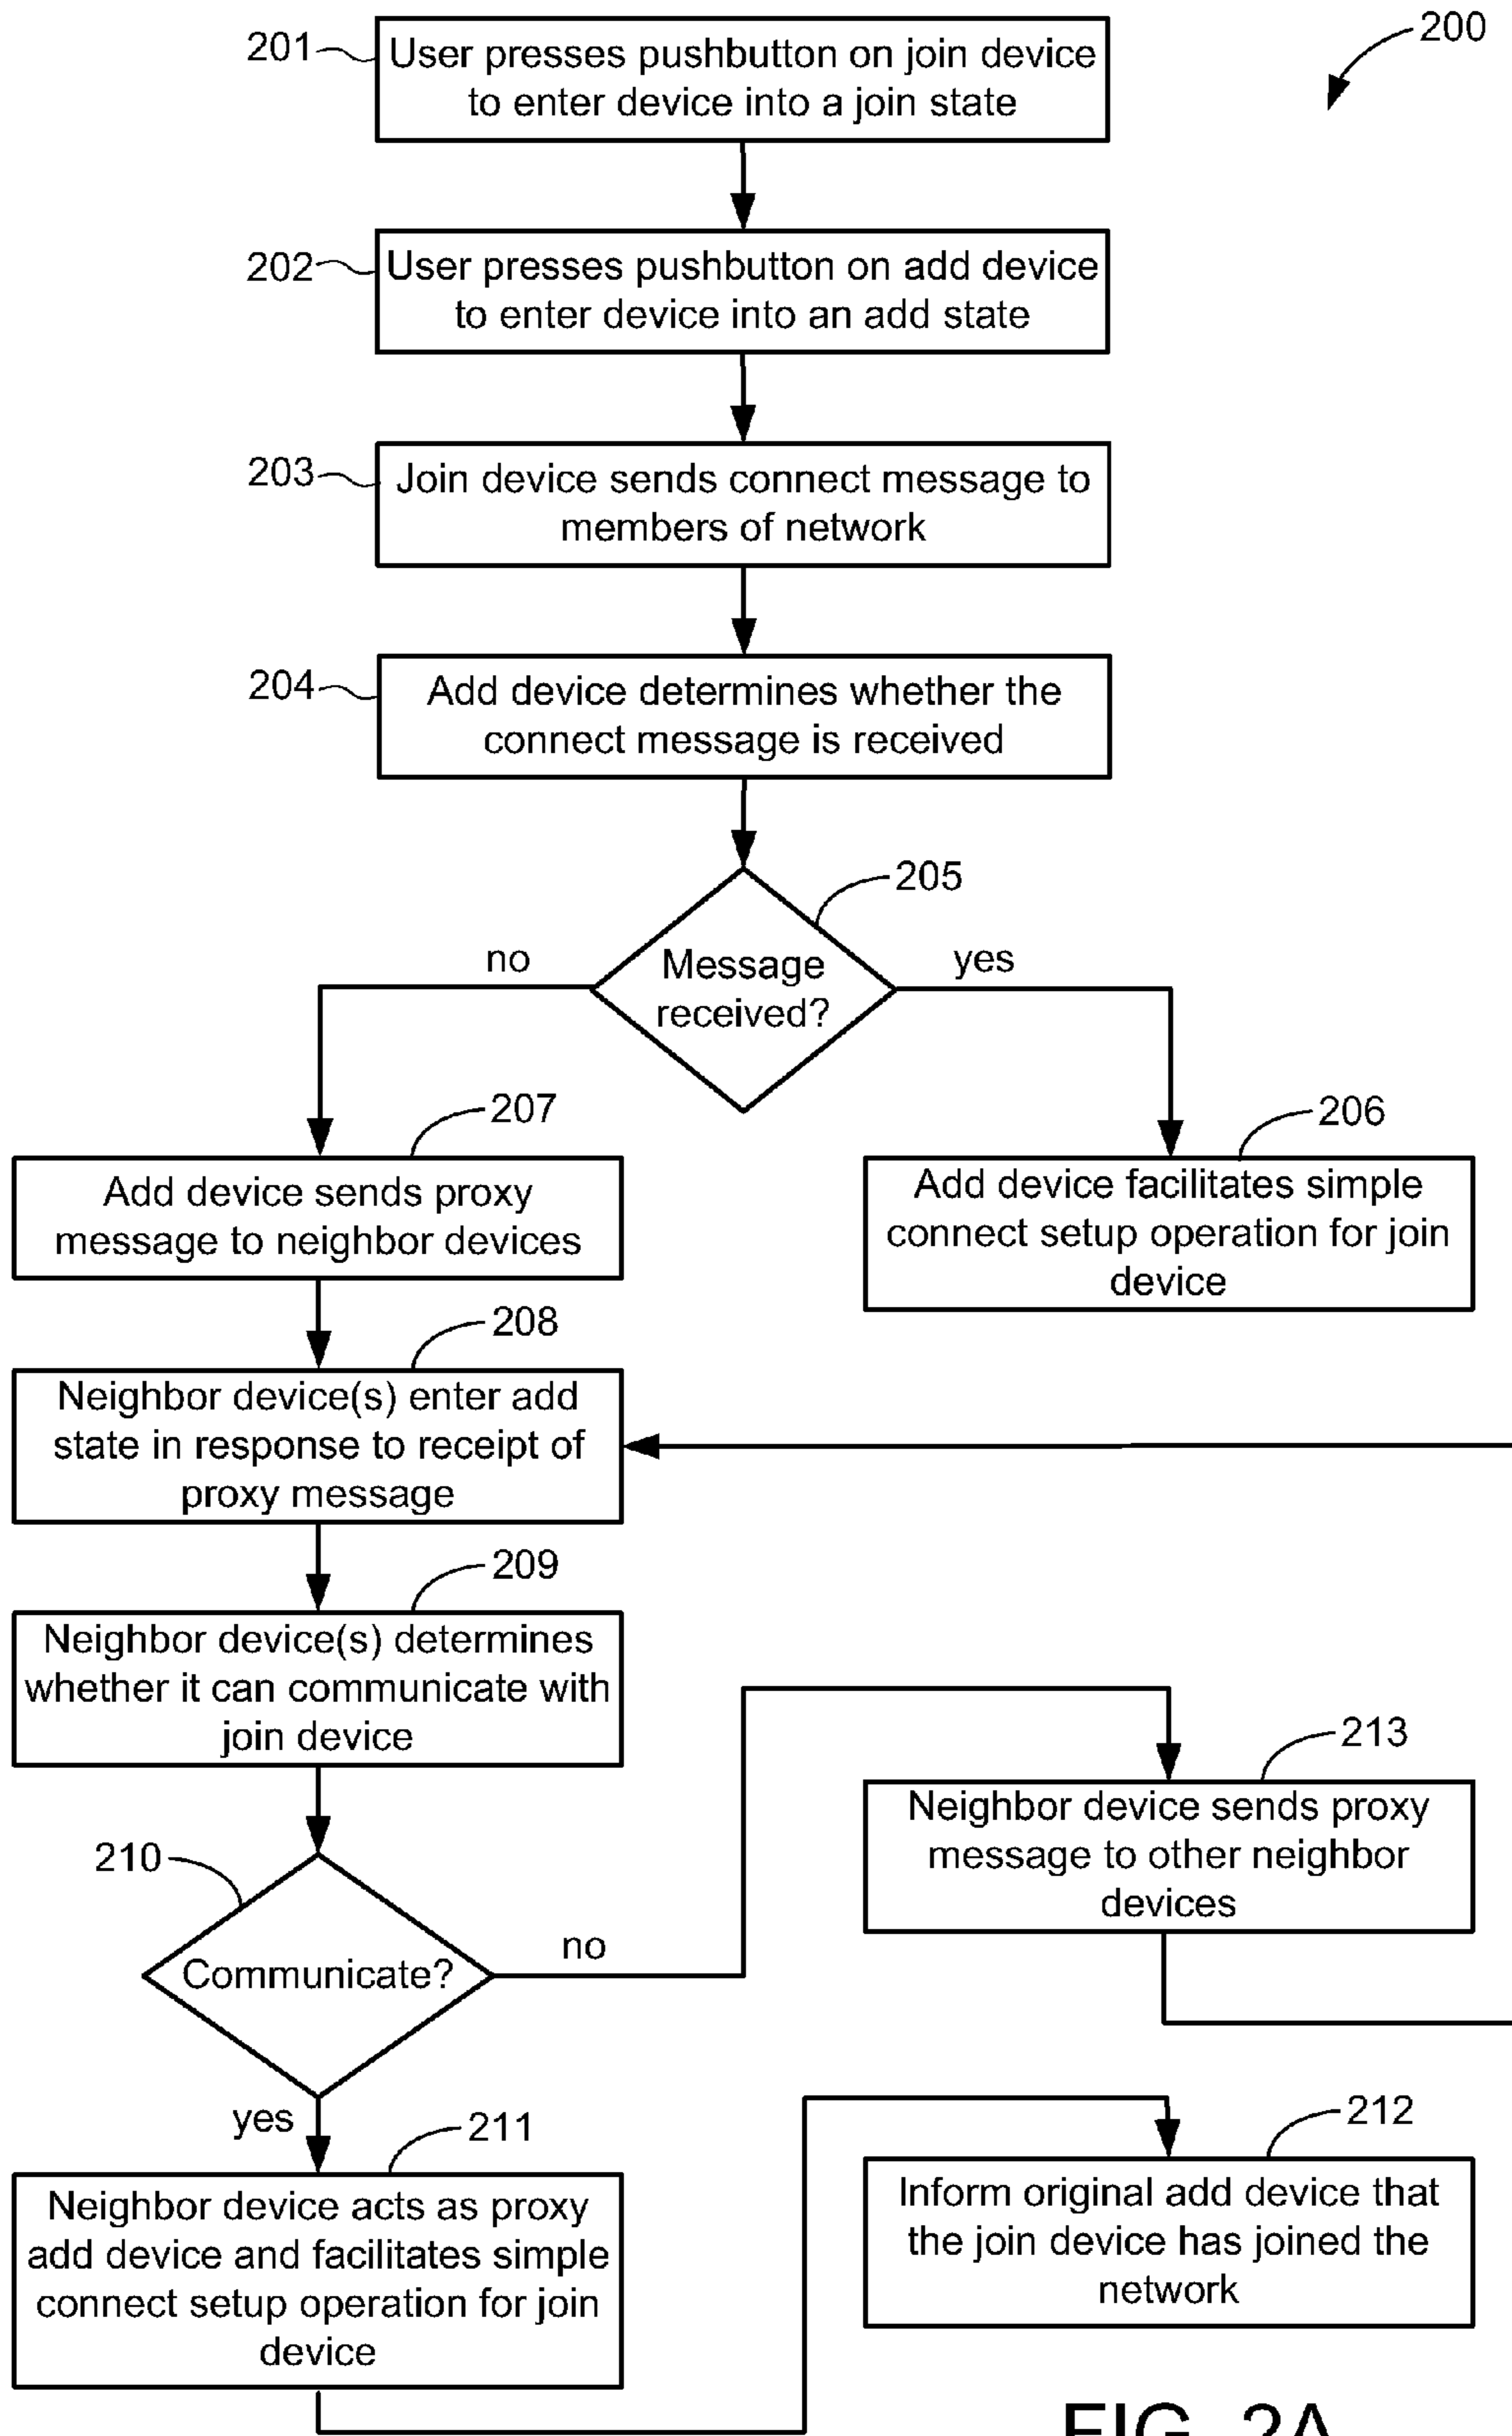 200
201
User presses pushbutton on join device
to enter device into a join state
202
User presses pushbutton on add device
to enter device into an add state
203
Join device sends connect message to
members of network
204
Add device determines whether the
connect message is received
205
Message
received?
no
yes
207
Add device sends proxy
message to neighbor devices
206
Add device facilitates simple
connect setup operation for join
device
208
Neighbor device(s) enter add
state in response to receipt of
proxy message
209
Neighbor device(s) determines
whether it can communicate with
join device
210
Communicate?
no
yes
213
Neighbor device sends proxy
message to other neighbor
devices
211
Neighbor device acts as proxy
add device and facilitates simple
connect setup operation for join
device
212
Inform original add device that
the join device has joined the
network
FIG. 2A